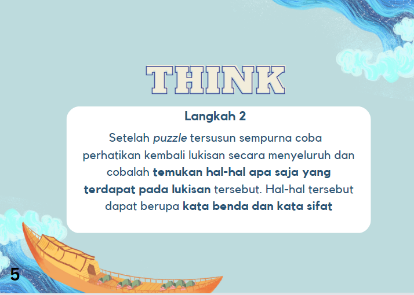 THINK
Langkah 2
Setelah puzzle tersusun sempurna coba
perhatikan kembali lukisan secara menyeluruh dan
cobalah temukan hal-hal apa saja yang
terdapat pada lukisan tersebut. Hal-hal tersebut
dapat berupa kata benda dan kata sifat
5